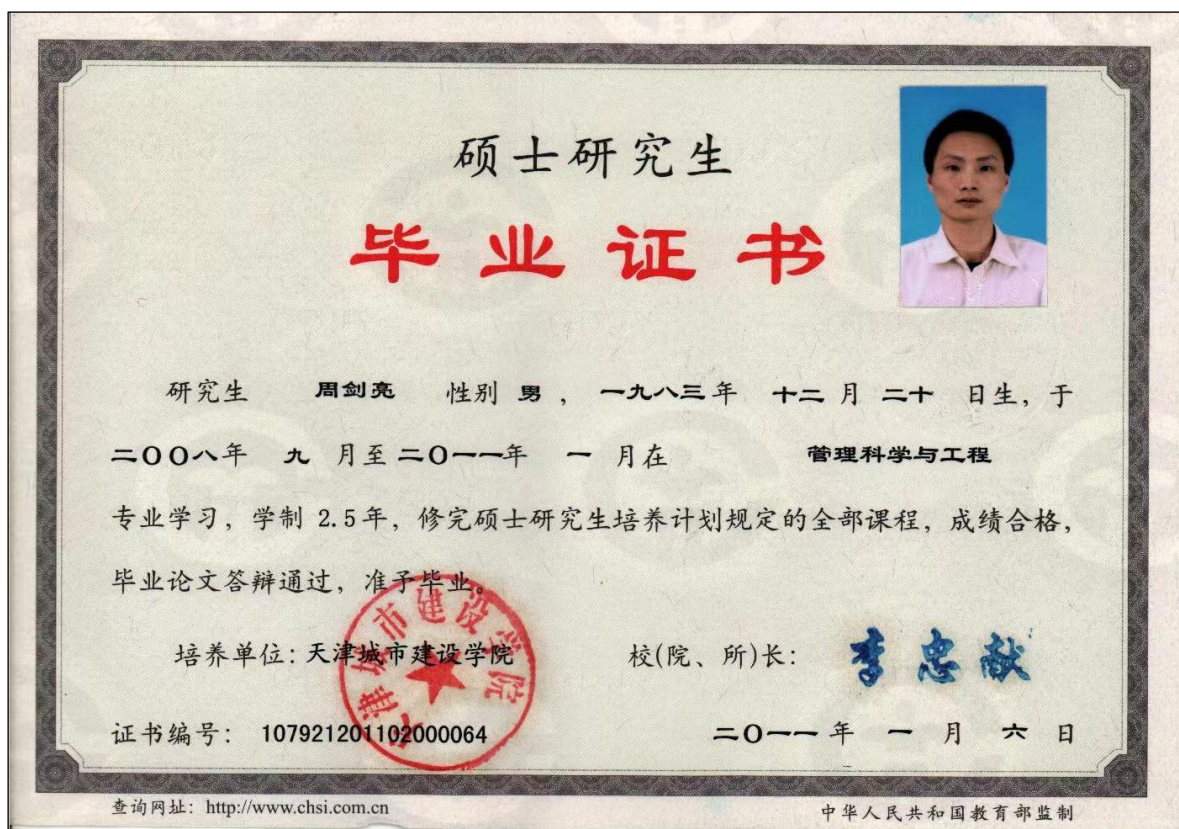 硕士研究生
毕业证书
研究生 周剑亮 性别 男 , 一九八三年 十二 月 二十 日生, 于
二〇〇八年 九 月至 二〇一一年 一 月在 管理科学与工程
专业学习, 学制 2.5年, 修完硕士研究生培养计划规定的全部课程, 成绩合格,
毕业论文答辩通过, 准予毕业。
天津城市建设学院
培养单位: 天津城市建设学院 校(院、所)长: 李忠献
证书编号: 107921201102000064 二〇一一 年 一 月 六 日
查询网址: http://www.chsi.com.cn 中华人民共和国教育部监制